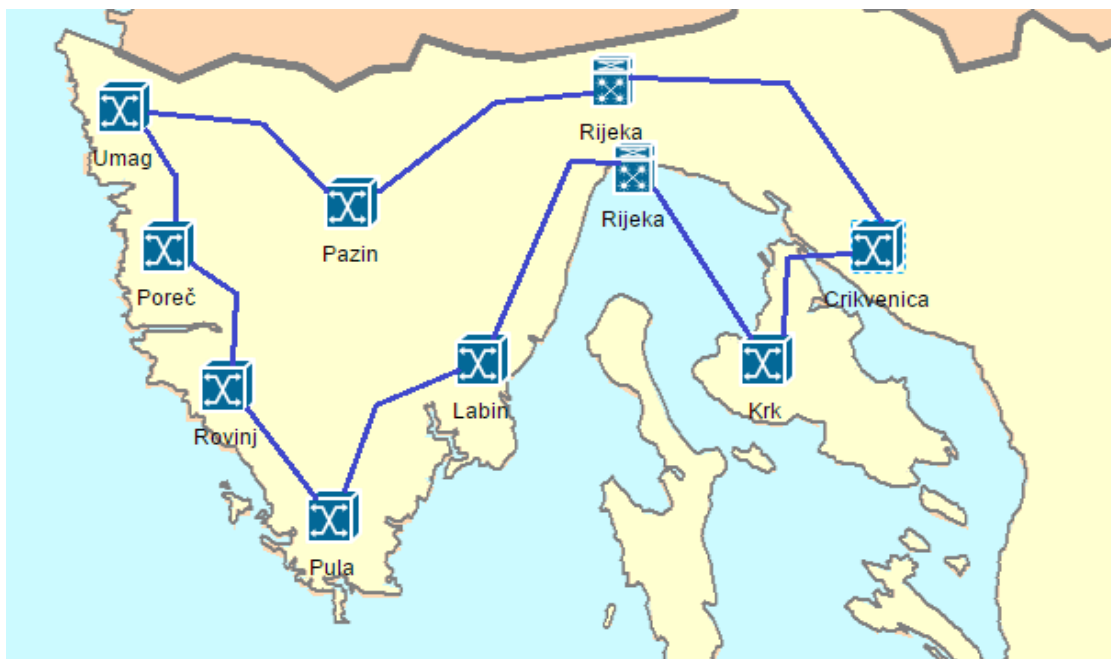 Rijeka
Umag
Rijeka
Pazin
Poreč
Crikvenica
Labin
Krk
Rovinj
Pula